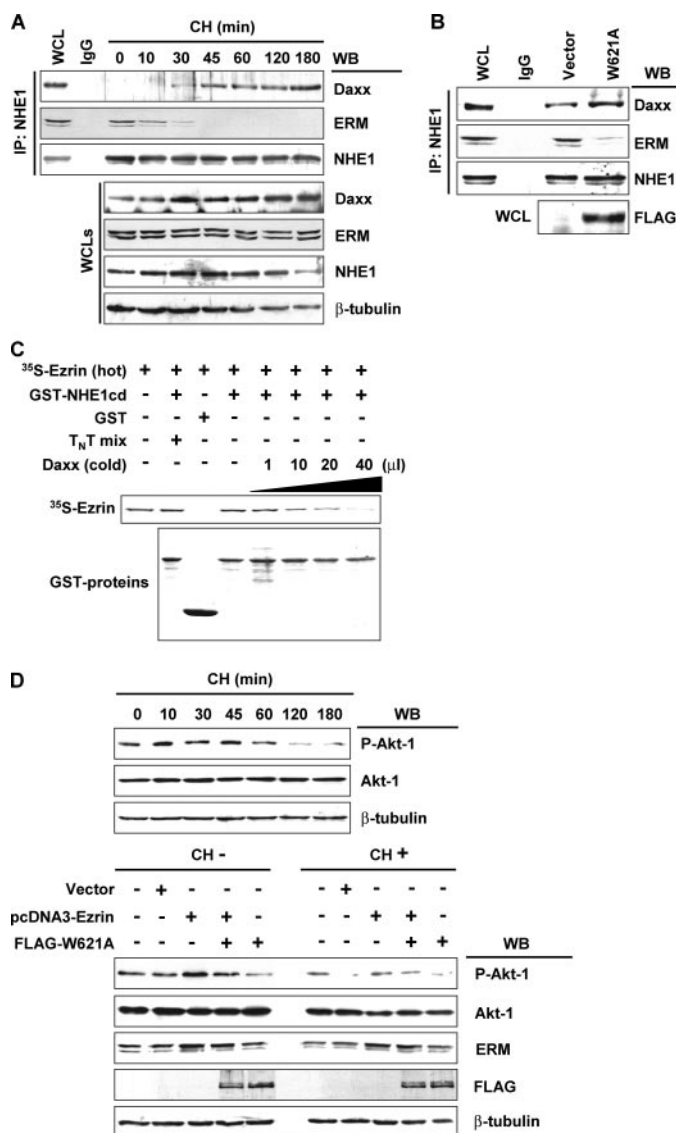 A
CH (min)
WCL IgG 0 10 30 45 60 120 180 WB
IP: NHE1
Daxx
ERM
NHE1
WCLs
Daxx
ERM
NHE1
β-tubulin
B
WCL IgG Vector W621A WB
IP: NHE1
Daxx
ERM
NHE1
WCL FLAG
C
³⁵S-Ezrin (hot) + + + + + + + +
GST-NHE1cd - + - + + + + +
GST - - + - - - - -
TNT mix - + - - - - - -
Daxx (cold) - - - - 1 10 20 40 (µl)
³⁵S-Ezrin
GST-proteins
D
CH (min)
0 10 30 45 60 120 180 WB
P-Akt-1
Akt-1
β-tubulin
CH - CH +
Vector - + - - - - + - - -
pcDNA3-Ezrin - - + + - - - + + -
FLAG-W621A - - - + + - - - + + WB
P-Akt-1
Akt-1
ERM
FLAG
β-tubulin